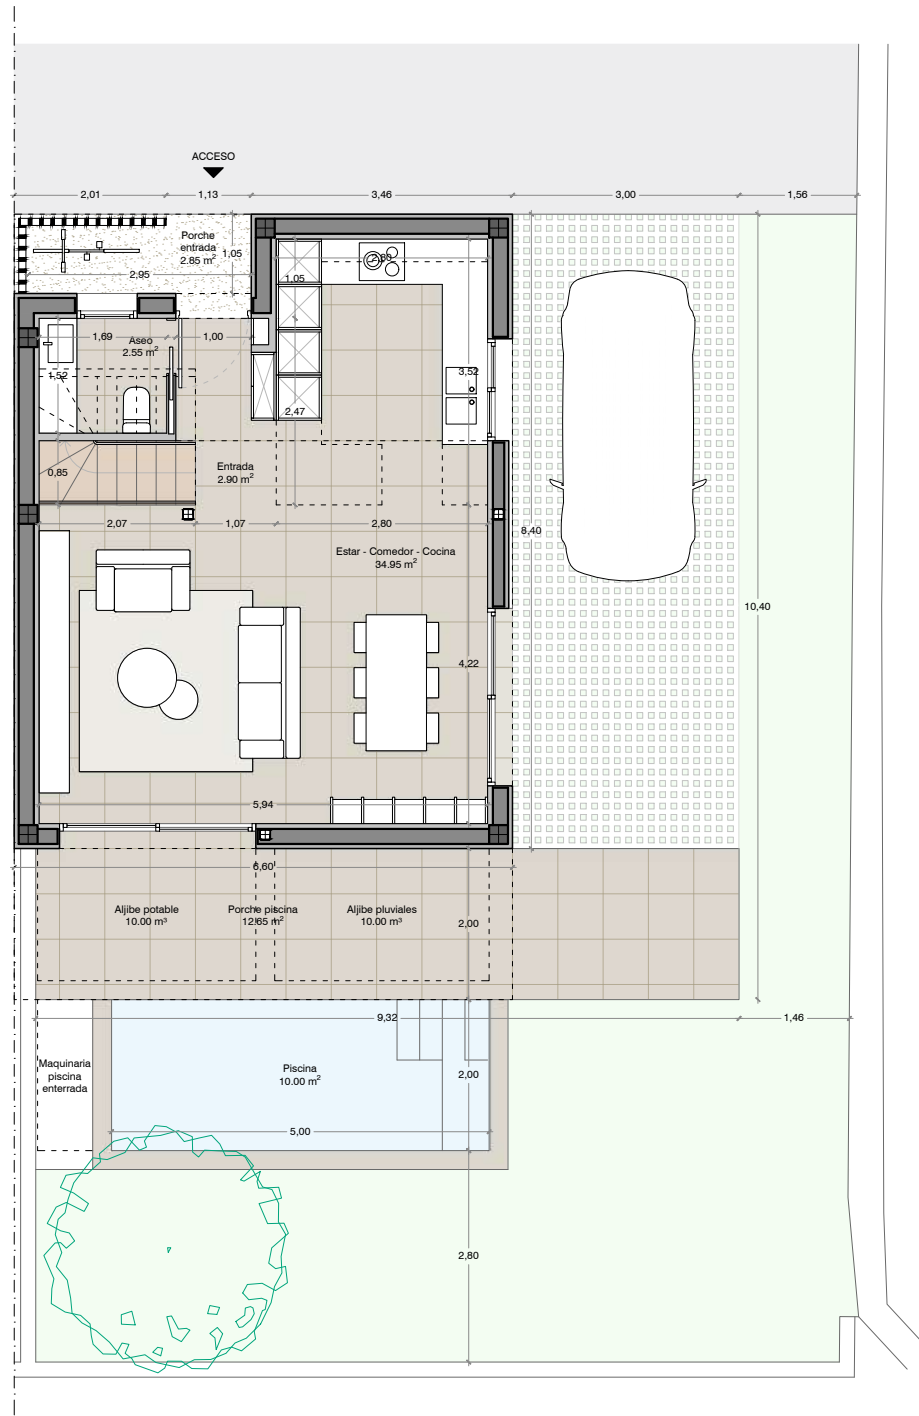 ACCESO
2,01
1,13
3,46
3,00
1,56
Porche
entrada
2.85 m²
1,05
2,95
2,80
1,05
1,69
Aseo
2.55 m²
1,00
1,52
3,52
2,47
0,85
Entrada
2.90 m²
2,07
1,07
2,80
8,40
Estar - Comedor - Cocina
34.95 m²
10,40
4,22
5,94
6,60
Aljibe potable
10.00 m³
Porche piscina
12.65 m²
Aljibe pluviales
10.00 m³
2,00
9,32
1,46
Maquinaria
piscina
enterrada
Piscina
10.00 m²
2,00
5,00
2,80